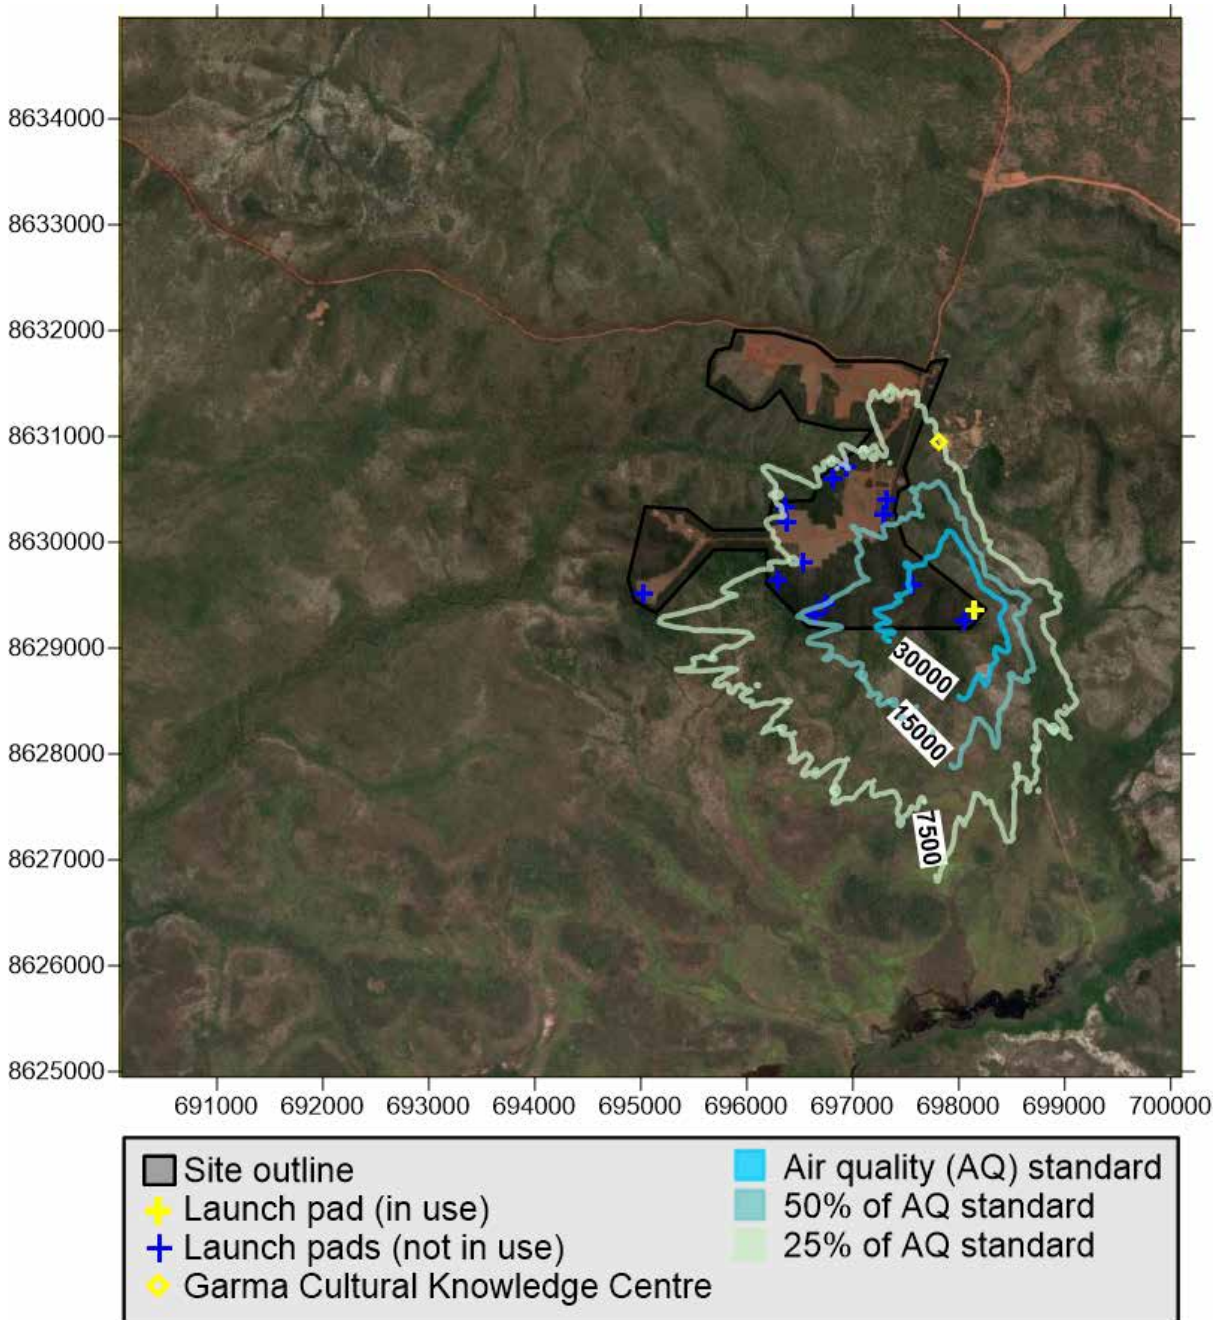 8634000
8633000
8632000
8631000
8630000
8629000
8628000
8627000
8626000
8625000
30000
15000
7500
691000 692000 693000 694000 695000 696000 697000 698000 699000 700000
Site outline
Launch pad (in use)
Launch pads (not in use)
Garma Cultural Knowledge Centre
Air quality (AQ) standard
50% of AQ standard
25% of AQ standard